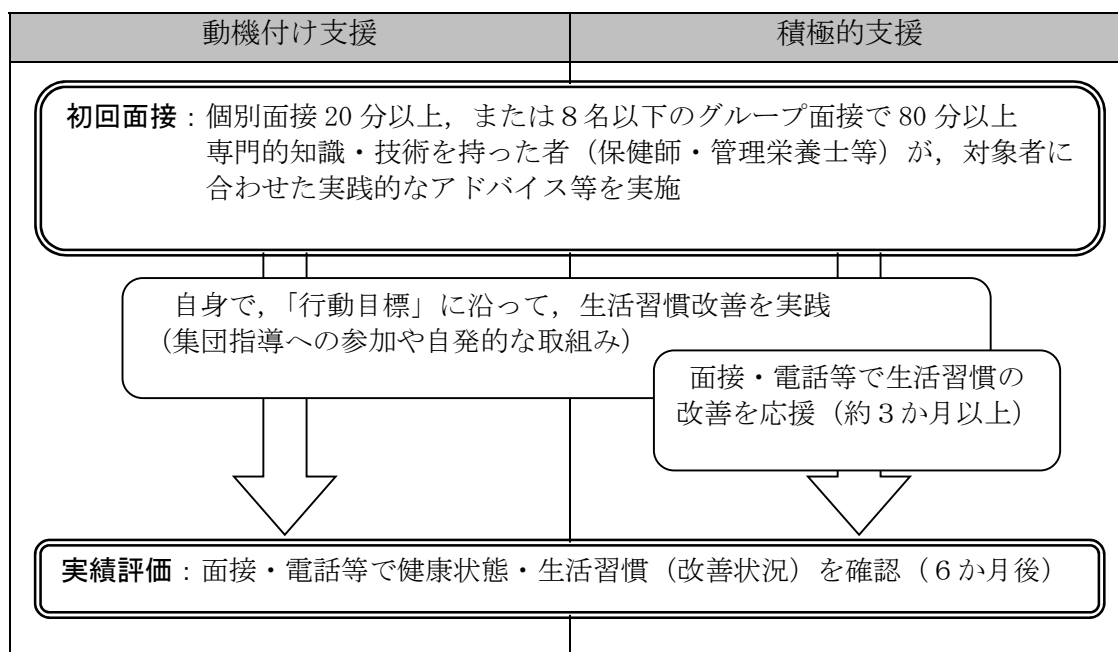 動機付け支援
積極的支援
初回面接：個別面接 20 分以上，または８名以下のグループ面接で 80 分以上
専門的知識・技術を持った者（保健師・管理栄養士等）が，対象者に
合わせた実践的なアドバイス等を実施
自身で，「行動目標」に沿って，生活習慣改善を実践
（集団指導への参加や自発的な取組み）
面接・電話等で生活習慣の
改善を応援（約３か月以上）
実績評価：面接・電話等で健康状態・生活習慣（改善状況）を確認（６か月後）